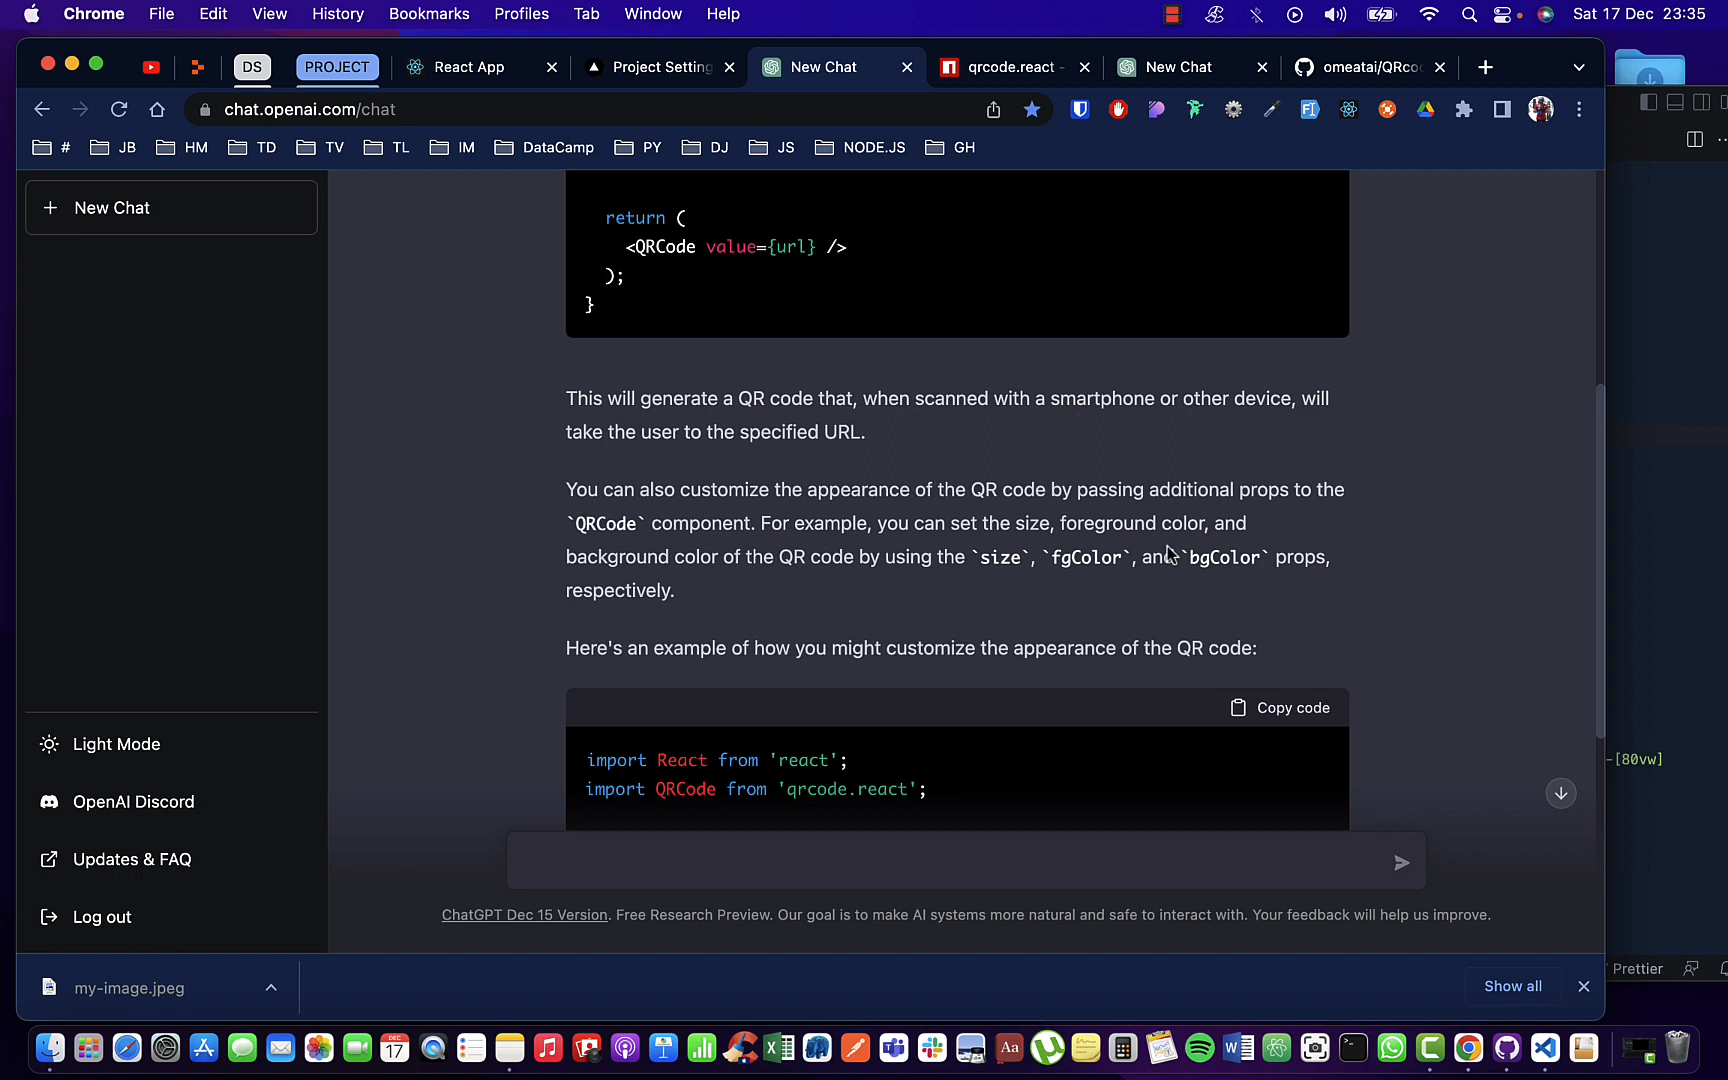 Chrome File Edit View History Bookmarks Profiles Tab Window Help Sat 17 Dec 23:35
DS PROJECT React App Project Setting New Chat qrcode.react - New Chat omeatai/QRco
chat.openai.com/chat
# JB HM TD TV TL IM DataCamp PY DJ JS NODE.JS GH
New Chat
return (
<QRCode value={url} />
);
}
This will generate a QR code that, when scanned with a smartphone or other device, will
take the user to the specified URL.
You can also customize the appearance of the QR code by passing additional props to the
`QRCode` component. For example, you can set the size, foreground color, and
background color of the QR code by using the `size`, `fgColor`, and `bgColor` props,
respectively.
Here's an example of how you might customize the appearance of the QR code:
Copy code
import React from 'react';
import QRCode from 'qrcode.react';
-[80vw]
Light Mode
OpenAI Discord
Updates & FAQ
Log out
ChatGPT Dec 15 Version. Free Research Preview. Our goal is to make AI systems more natural and safe to interact with. Your feedback will help us improve.
Prettier
my-image.jpeg
Show all
DEC
17
Aa